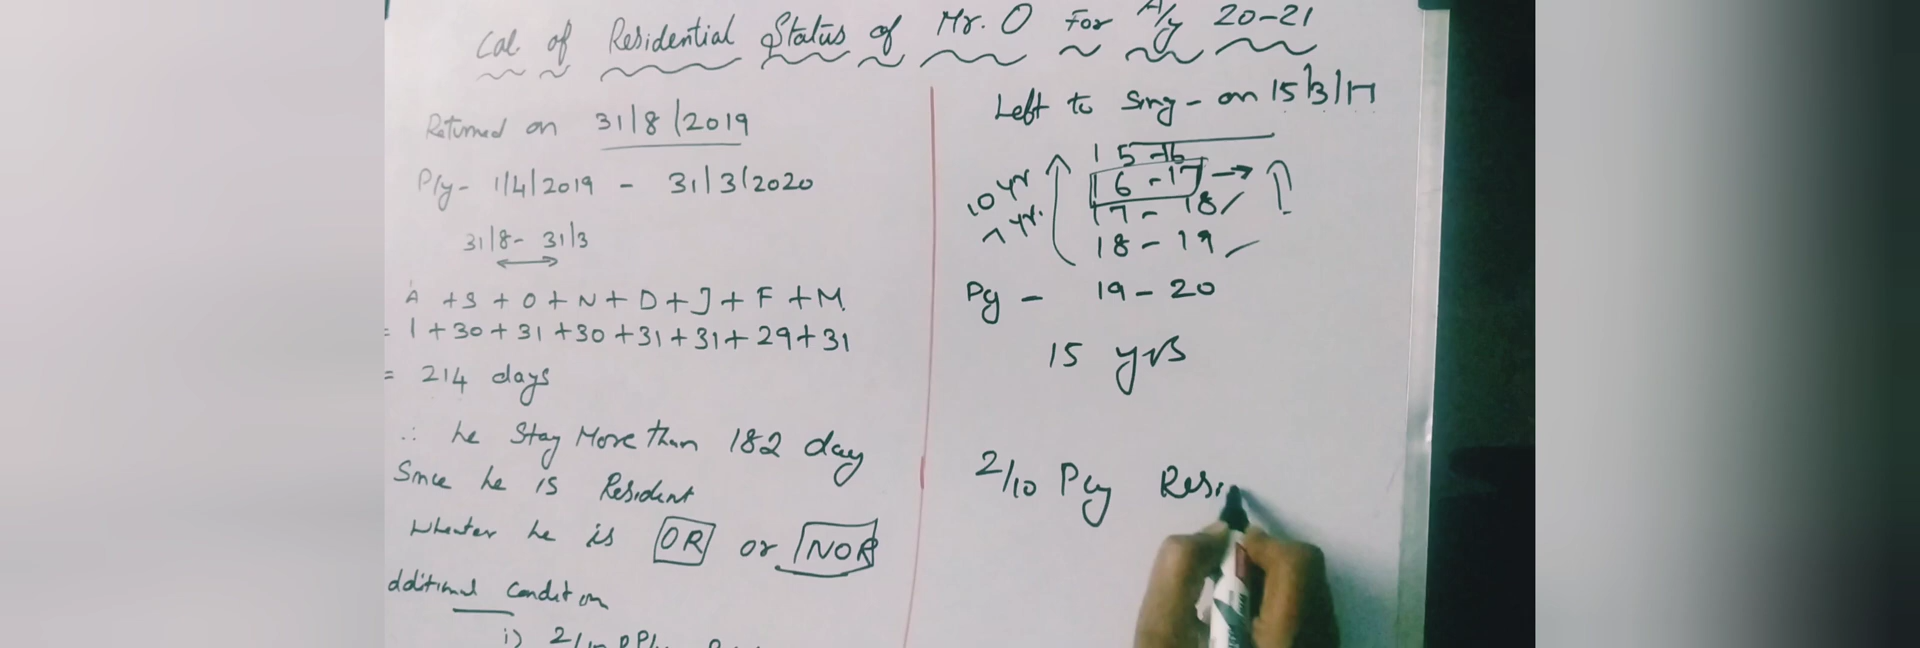 Cal of Residential Status of Mr. O For A/y 20-21
Returned on 31/8/2019
P/y- 1/4/2019 - 31/3/2020
31/8- 31/3
A +S + O + N + D + J + F + M
= 1 + 30 + 31 + 30 + 31 + 31 + 29 + 31
= 214 days
∴ he Stay More than 182 day
Since he is Resident
Wheater he is OR or NOR
dditional Condition
i) 2/10
Left to Sing - on 15/3/17
15-16
10 yr 16-17 →
7 yr. 17-18
18-19
Py - 19-20
15 yrs
2/10 P/y Resi